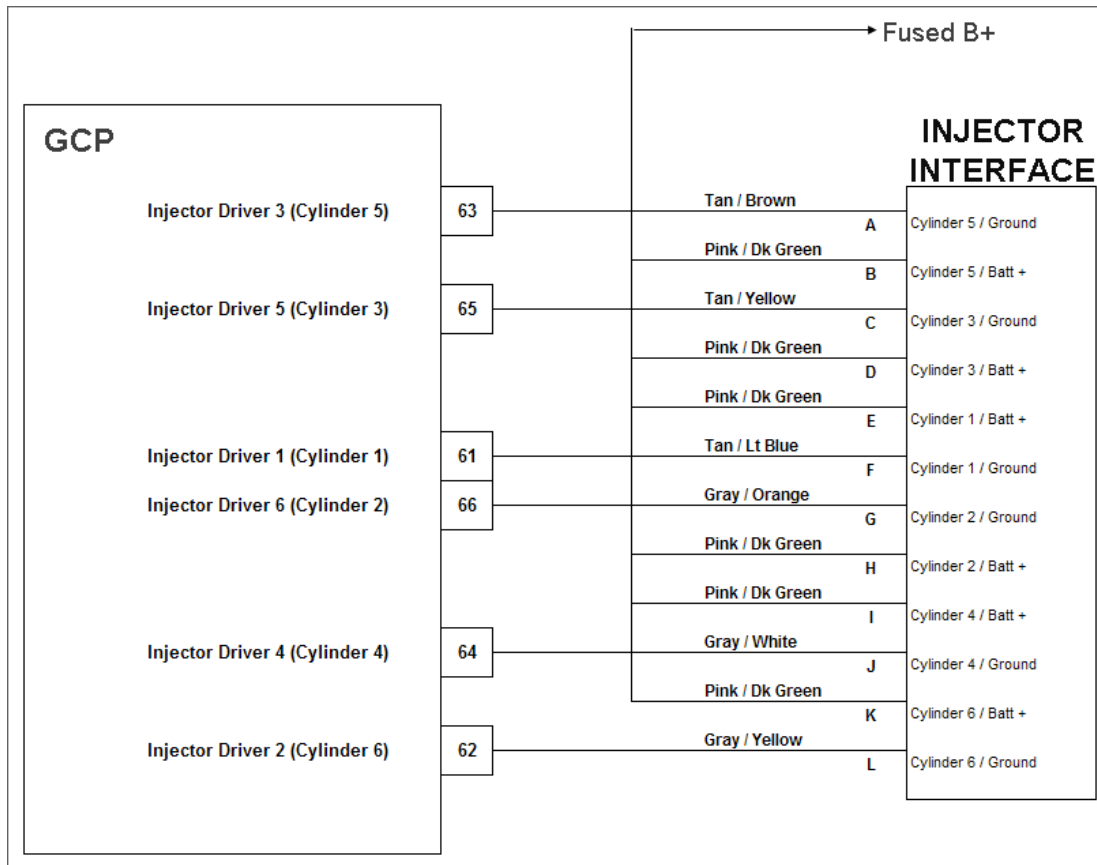 Fused B+
GCP
INJECTOR
INTERFACE
Injector Driver 3 (Cylinder 5)
63
Tan / Brown
A
Cylinder 5 / Ground
Pink / Dk Green
B
Cylinder 5 / Batt +
Injector Driver 5 (Cylinder 3)
65
Tan / Yellow
C
Cylinder 3 / Ground
Pink / Dk Green
D
Cylinder 3 / Batt +
Pink / Dk Green
E
Cylinder 1 / Batt +
Injector Driver 1 (Cylinder 1)
61
Tan / Lt Blue
F
Cylinder 1 / Ground
Injector Driver 6 (Cylinder 2)
66
Gray / Orange
G
Cylinder 2 / Ground
Pink / Dk Green
H
Cylinder 2 / Batt +
Pink / Dk Green
I
Cylinder 4 / Batt +
Injector Driver 4 (Cylinder 4)
64
Gray / White
J
Cylinder 4 / Ground
Pink / Dk Green
K
Cylinder 6 / Batt +
Injector Driver 2 (Cylinder 6)
62
Gray / Yellow
L
Cylinder 6 / Ground